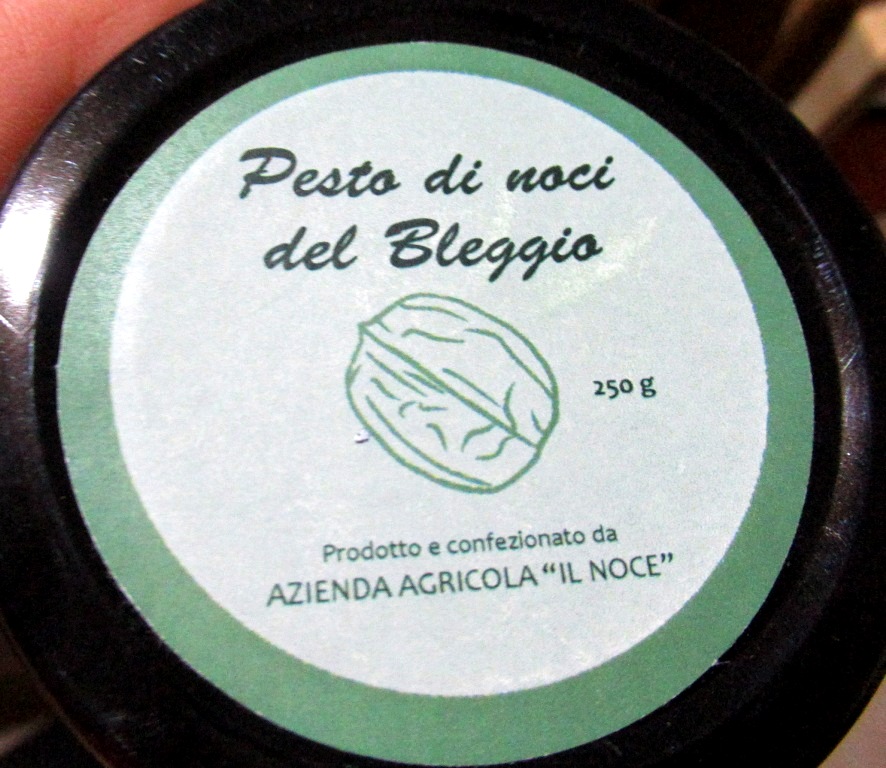 Pesto di noci
del Bleggio
250 g
Prodotto e confezionato da
AZIENDA AGRICOLA “IL NOCE”